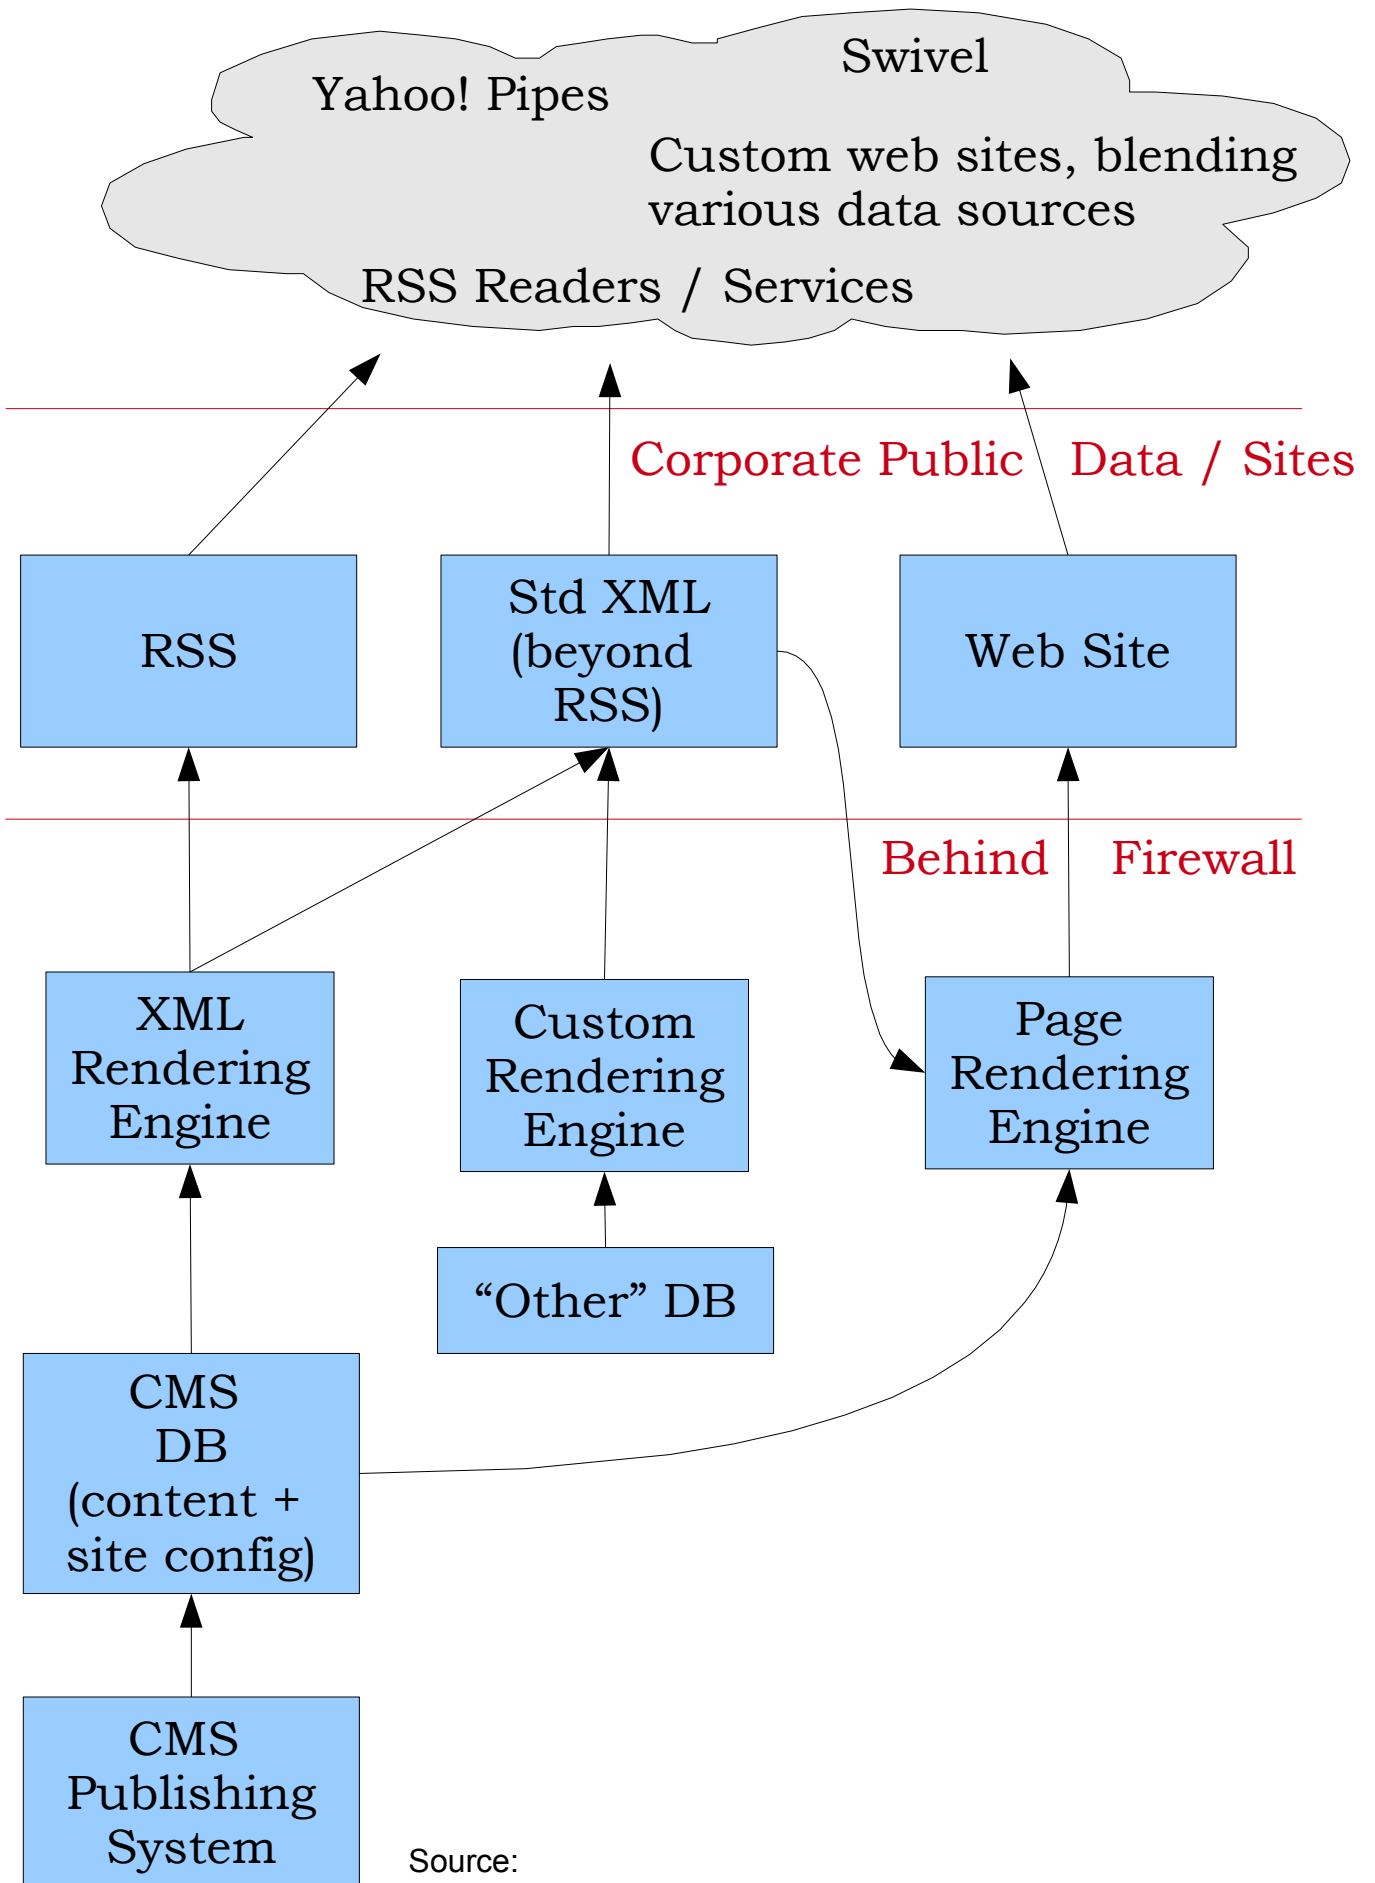 Swivel
Yahoo! Pipes
Custom web sites, blending
various data sources
RSS Readers / Services
Corporate Public Data / Sites
RSS
Std XML
(beyond
RSS)
Web Site
Behind Firewall
XML
Rendering
Engine
Custom
Rendering
Engine
Page
Rendering
Engine
“Other” DB
CMS
DB
(content +
site config)
CMS
Publishing
System
Source: